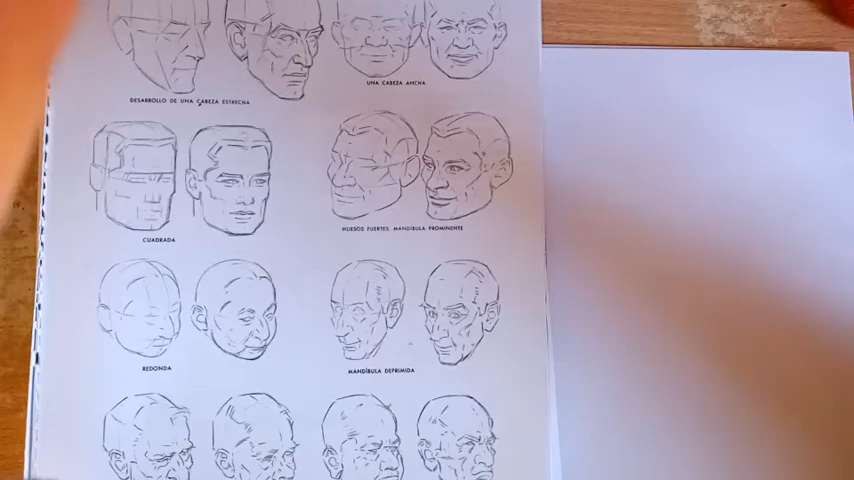 DESARROLLO DE UNA CABEZA ESTRECHA
UNA CABEZA ANCHA
CUADRADA
HUESOS FUERTES. MANDÍBULA PROMINENTE
REDONDA
MANDÍBULA DEPRIMIDA